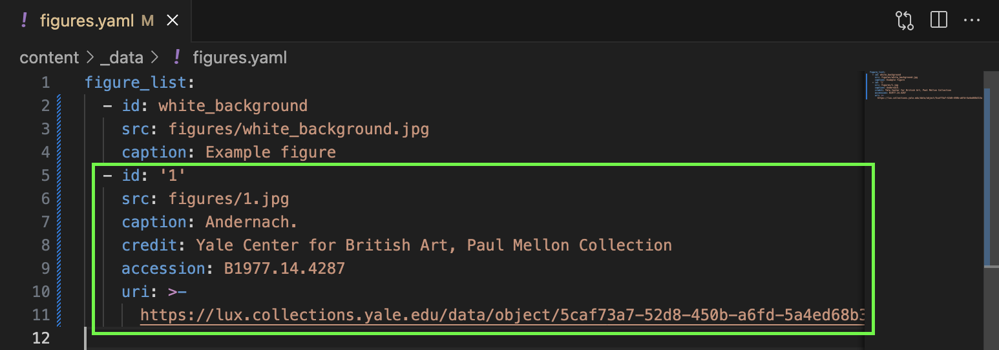 ! figures.yaml M
content > _data > ! figures.yaml
1 figure_list:
2 - id: white_background
3 src: figures/white_background.jpg
4 caption: Example figure
5 - id: '1'
6 src: figures/1.jpg
7 caption: Andernach.
8 credit: Yale Center for British Art, Paul Mellon Collection
9 accession: B1977.14.4287
10 uri: >-
11 https://lux.collections.yale.edu/data/object/5caf73a7-52d8-450b-a6fd-5a4ed68b3
12